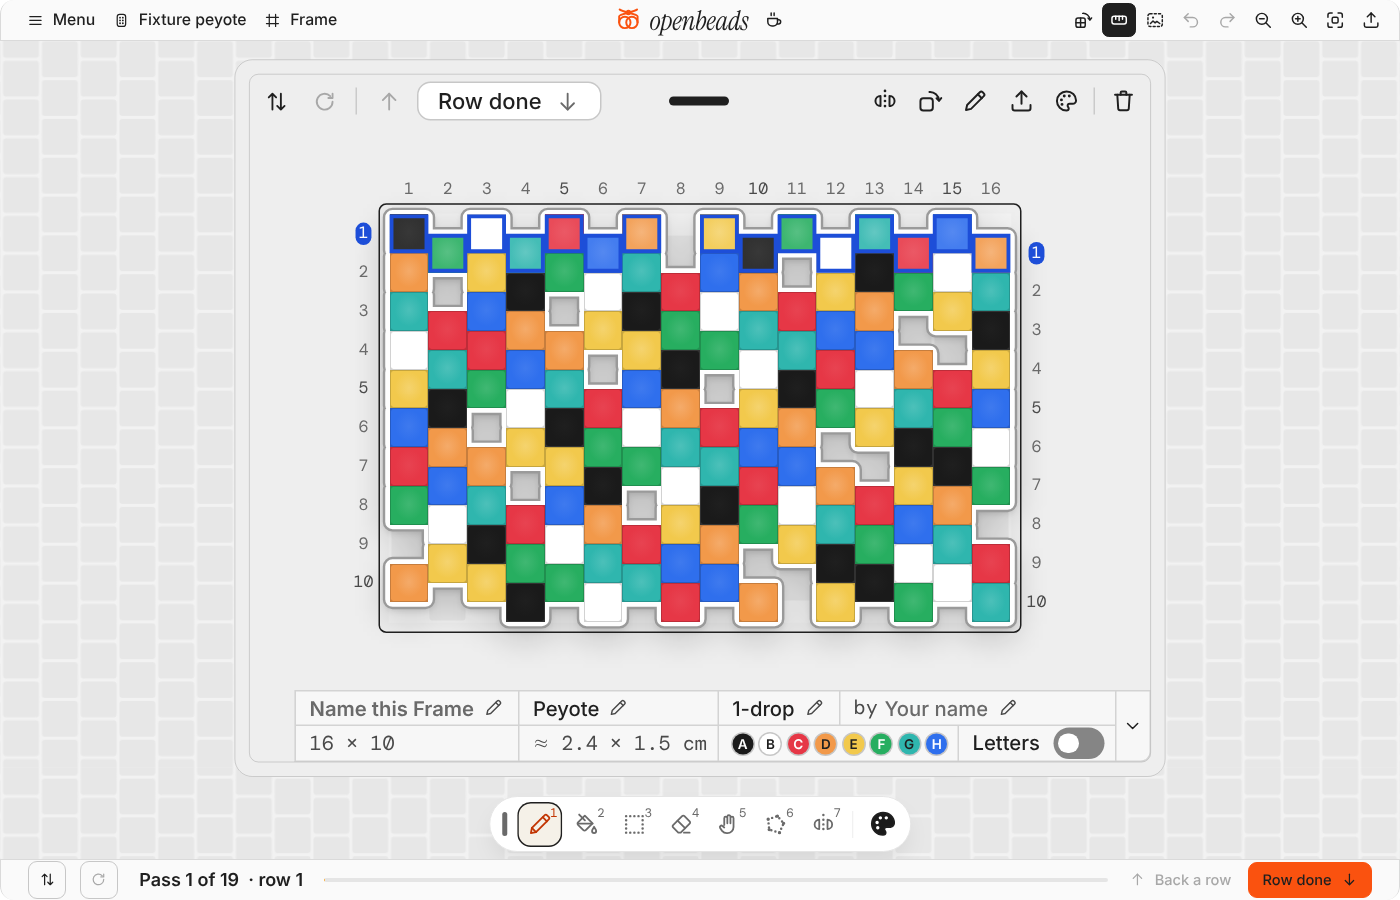 Menu Fixture peyote Frame openbeads
Row done
1 2 3 4 5 6 7 8 9 10 11 12 13 14 15 16
1 1
2 2
3 3
4 4
5 5
6 6
7 7
8 8
9 9
10 10
Name this Frame Peyote 1-drop by Your name
16 × 10 ≈ 2.4 × 1.5 cm A B C D E F G H Letters
1 2 3 4 5 6 7
Pass 1 of 19 · row 1 Back a row Row done